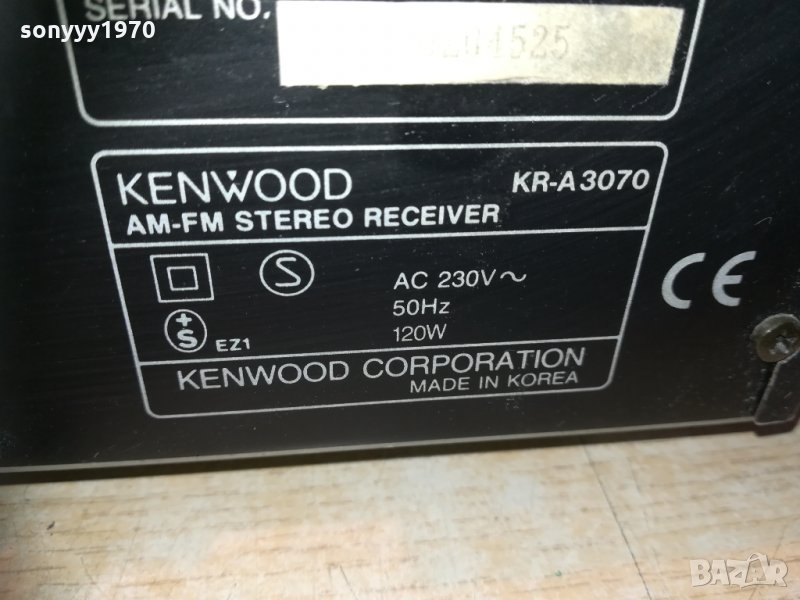 sonyyy1970
SERIAL NO.
KENWOOD KR-A3070
AM-FM STEREO RECEIVER
S AC 230V~
50Hz
+S EZ1 120W
CE
KENWOOD CORPORATION
MADE IN KOREA
BAZAR